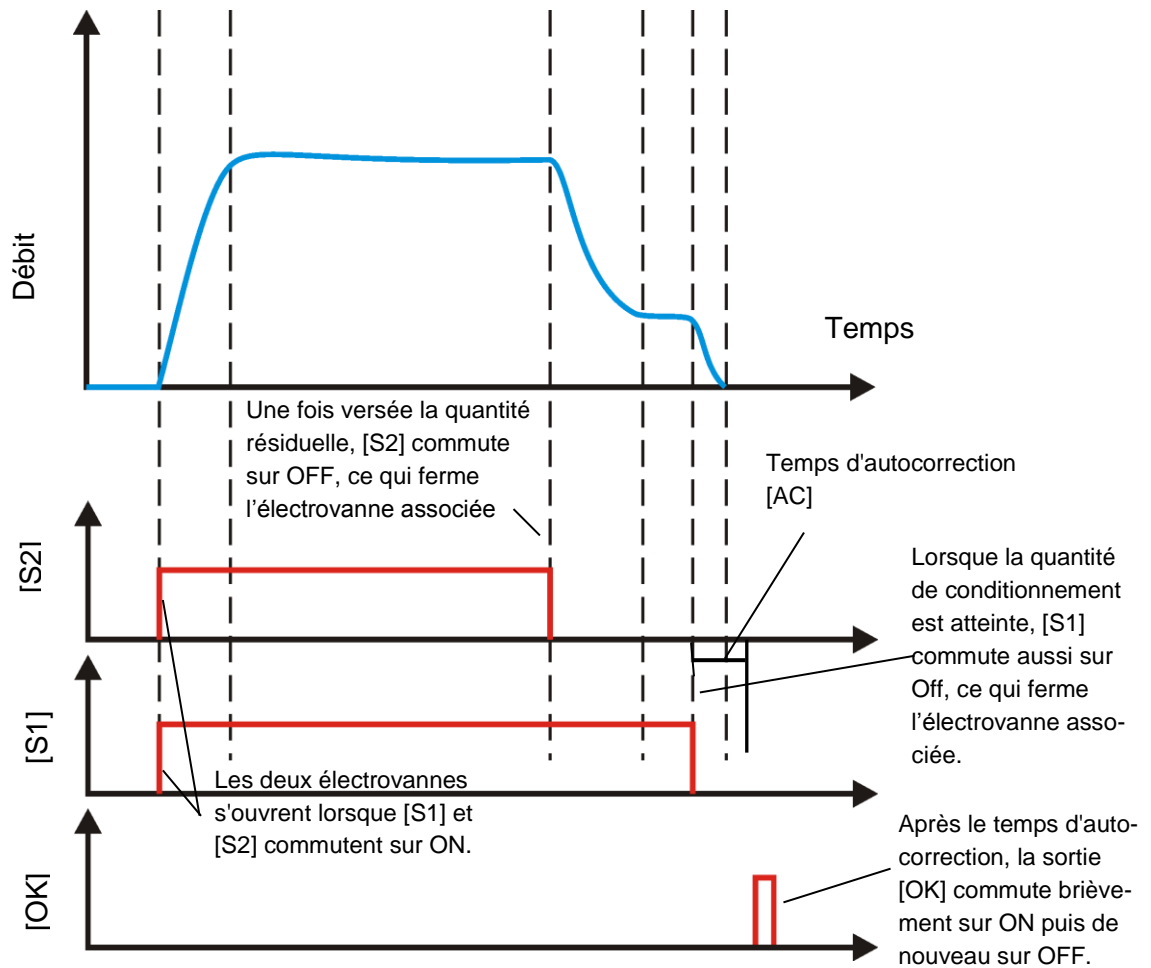 Débit
Temps
Une fois versée la quantité
résiduelle, [S2] commute
sur OFF, ce qui ferme
l'électrovanne associée
Temps d'autocorrection
[AC]
[S2]
Lorsque la quantité
de conditionnement
est atteinte, [S1]
commute aussi sur
Off, ce qui ferme
l'électrovanne asso-
ciée.
[S1]
Les deux électrovannes
s'ouvrent lorsque [S1] et
[S2] commutent sur ON.
[OK]
Après le temps d'auto-
correction, la sortie
[OK] commute briève-
ment sur ON puis de
nouveau sur OFF.